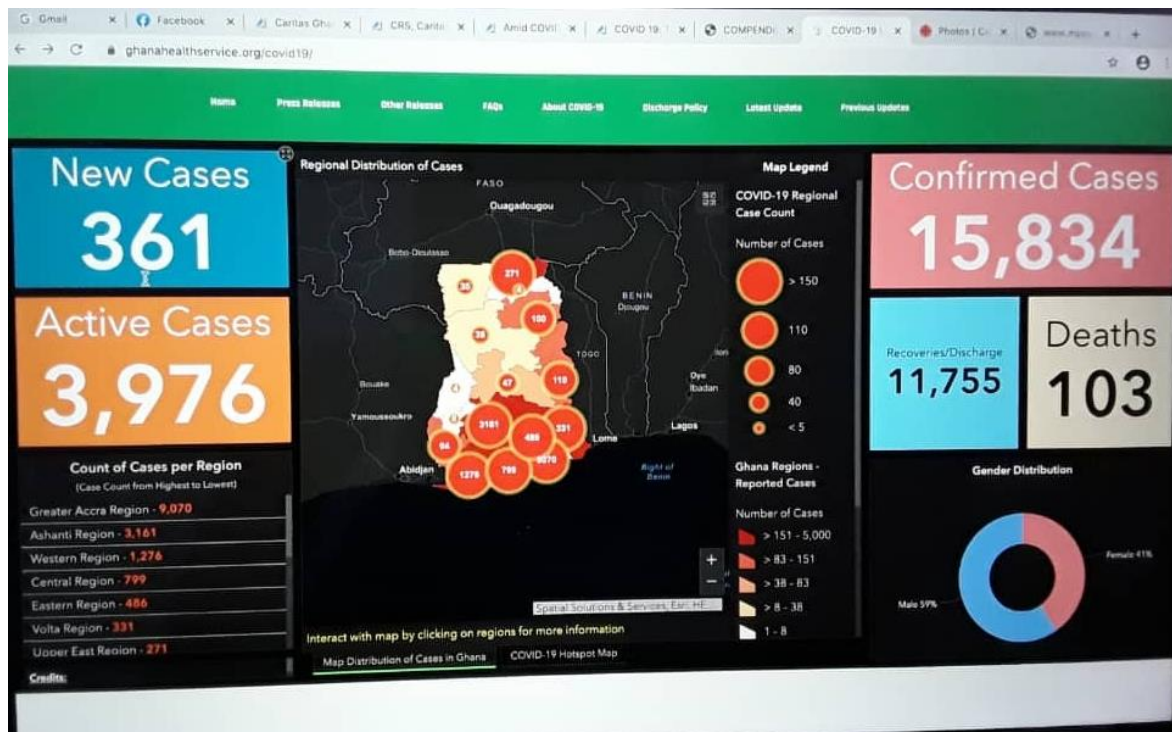 Gmail
Facebook
Caritas Gha
CRS, Carita
Amid COVI
COVID 19:
COMPENDI
COVID-19
Photos | C
ghanahealthservice.org/covid19/
Home
Press Releases
Other Releases
FAQs
About COVID-19
Discharge Policy
Latest Update
Previous Updates
New Cases
361
Active Cases
3,976
Count of Cases per Region
(Case Count from Highest to Lowest)
Greater Accra Region - 9,070
Ashanti Region - 3,161
Western Region - 1,276
Central Region - 799
Eastern Region - 486
Volta Region - 331
Upper East Region - 271
Credits:
Regional Distribution of Cases
FASO
Ouagadougou
Bobo-Dioulasso
271
BENIN
Djougou
100
TOGO
Bouake
47
Oye
Ibadan
Yamoussoukro
3161
486
331
Lome
Lagos
94
Abidjan
1276
799
9070
Bight of
Benin
+
−
Spatial Solutions & Services, Esri, HE...
Interact with map by clicking on regions for more information
Map Distribution of Cases in Ghana
COVID-19 Hotspot Map
Map Legend
COVID-19 Regional
Case Count
Number of Cases
> 150
110
80
40
< 5
Ghana Regions -
Reported Cases
Number of Cases
> 151 - 5,000
> 83 - 151
> 38 - 83
> 8 - 38
1 - 8
Confirmed Cases
15,834
Recoveries/Discharge
11,755
Deaths
103
Gender Distribution
Female 41%
Male 59%